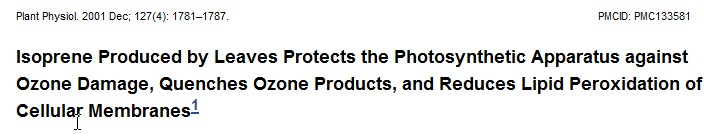 Plant Physiol. 2001 Dec; 127(4): 1781–1787. PMCID: PMC133581
Isoprene Produced by Leaves Protects the Photosynthetic Apparatus against
Ozone Damage, Quenches Ozone Products, and Reduces Lipid Peroxidation of
Cellular Membranes1